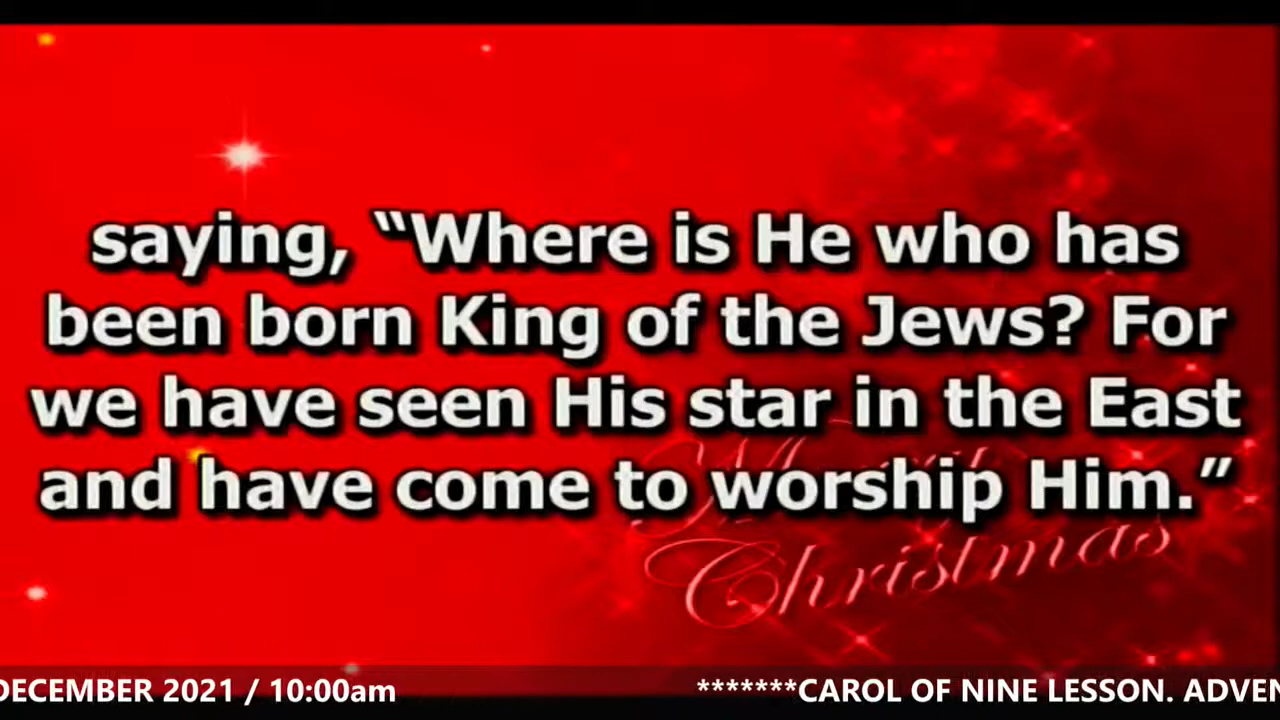 saying, “Where is He who has
been born King of the Jews? For
we have seen His star in the East
and have come to worship Him.”
Merry
Christmas
DECEMBER 2021 / 10:00am *******CAROL OF NINE LESSON. ADVEN